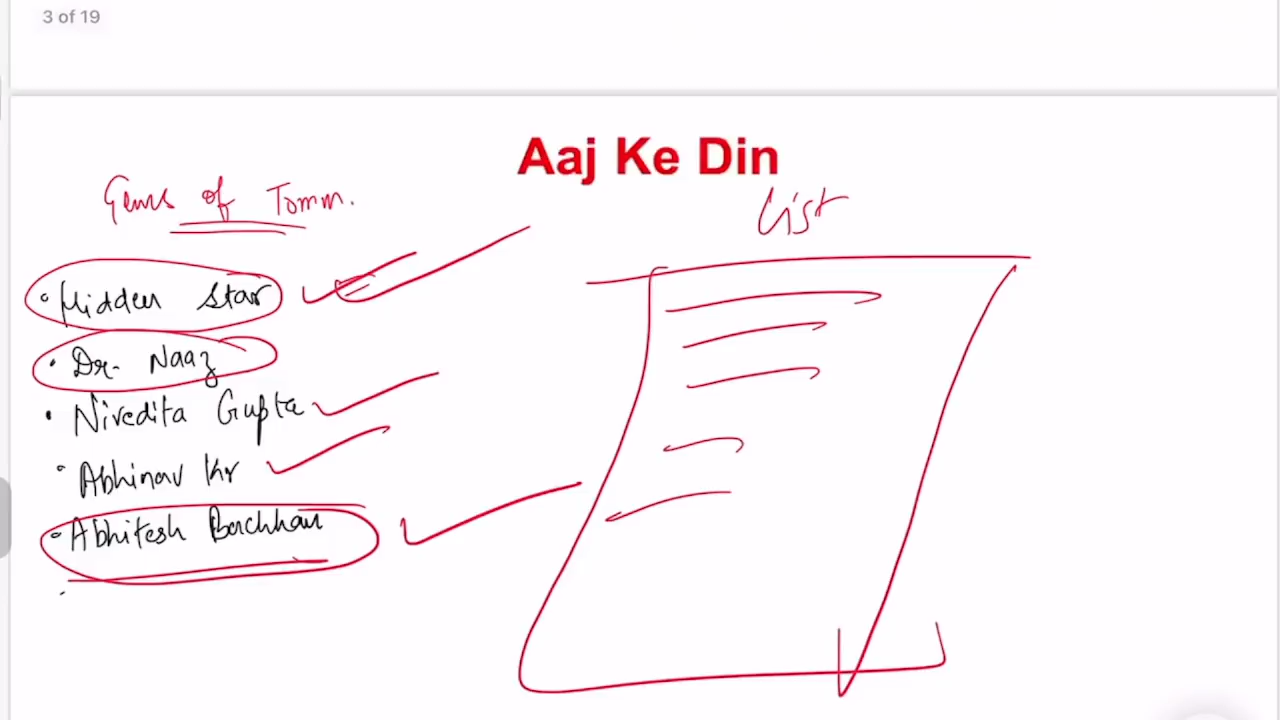 3 of 19
Aaj Ke Din
Gems of Tomm.
List
• Hidden Star
• Dr. Naaz
• Nivedita Gupta
• Abhinav Kr
• Abhitesh Bachhan